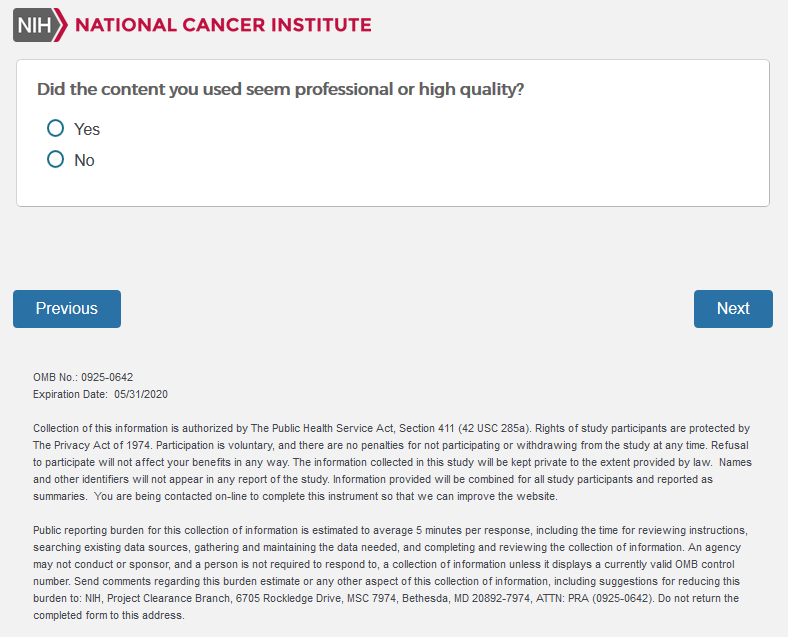 NIH NATIONAL CANCER INSTITUTE
Did the content you used seem professional or high quality?
Yes
No
Previous
Next
OMB No.: 0925-0642
Expiration Date:  05/31/2020
Collection of this information is authorized by The Public Health Service Act, Section 411 (42 USC 285a). Rights of study participants are protected by
The Privacy Act of 1974. Participation is voluntary, and there are no penalties for not participating or withdrawing from the study at any time. Refusal
to participate will not affect your benefits in any way. The information collected in this study will be kept private to the extent provided by law.  Names
and other identifiers will not appear in any report of the study. Information provided will be combined for all study participants and reported as
summaries.  You are being contacted on-line to complete this instrument so that we can improve the website.
Public reporting burden for this collection of information is estimated to average 5 minutes per response, including the time for reviewing instructions,
searching existing data sources, gathering and maintaining the data needed, and completing and reviewing the collection of information. An agency
may not conduct or sponsor, and a person is not required to respond to, a collection of information unless it displays a currently valid OMB control
number. Send comments regarding this burden estimate or any other aspect of this collection of information, including suggestions for reducing this
burden to: NIH, Project Clearance Branch, 6705 Rockledge Drive, MSC 7974, Bethesda, MD 20892-7974, ATTN: PRA (0925-0642). Do not return the
completed form to this address.